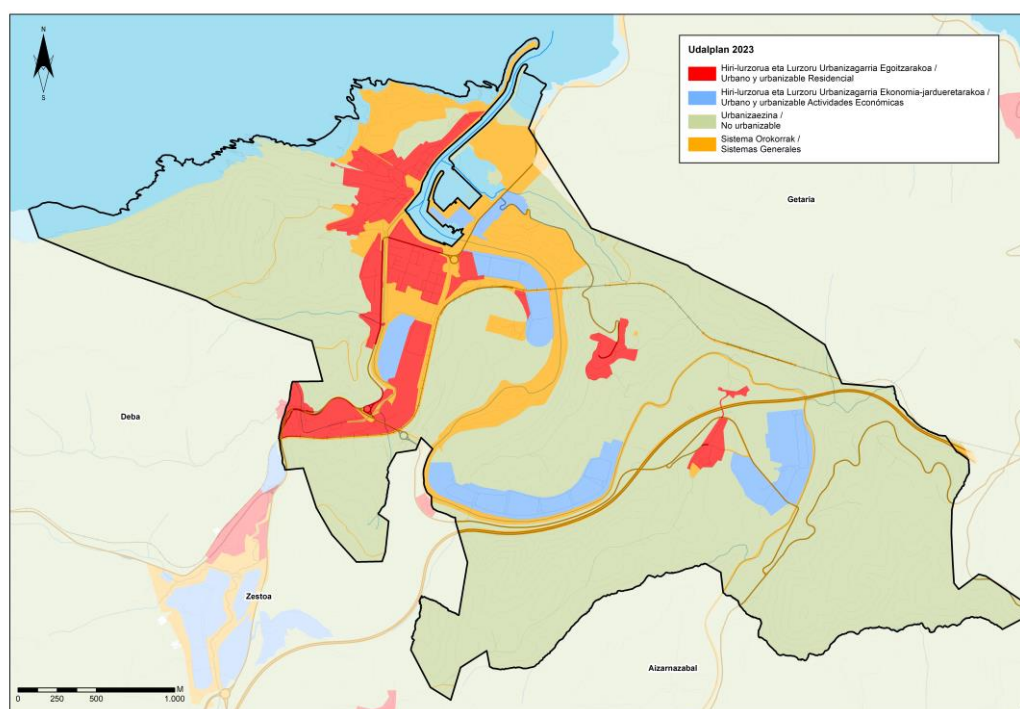 N
S
Udalplan 2023
Hiri-lurzorua eta Lurzoru Urbanizagarria Egoitzarakoa /
Urbano y urbanizable Residencial
Hiri-lurzorua eta Lurzoru Urbanizagarria Ekonomia-jardueretarakoa /
Urbano y urbanizable Actividades Económicas
Urbanizaezina /
No urbanizable
Sistema Orokorrak /
Sistemas Generales
Getaria
Deba
Zestoa
Aizarnazabal
M
0 250 500 1.000